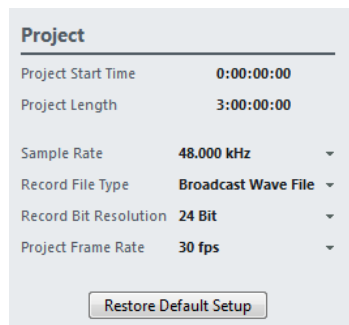 Project
Project Start Time 0:00:00:00
Project Length 3:00:00:00
Sample Rate 48.000 kHz
Record File Type Broadcast Wave File
Record Bit Resolution 24 Bit
Project Frame Rate 30 fps
Restore Default Setup